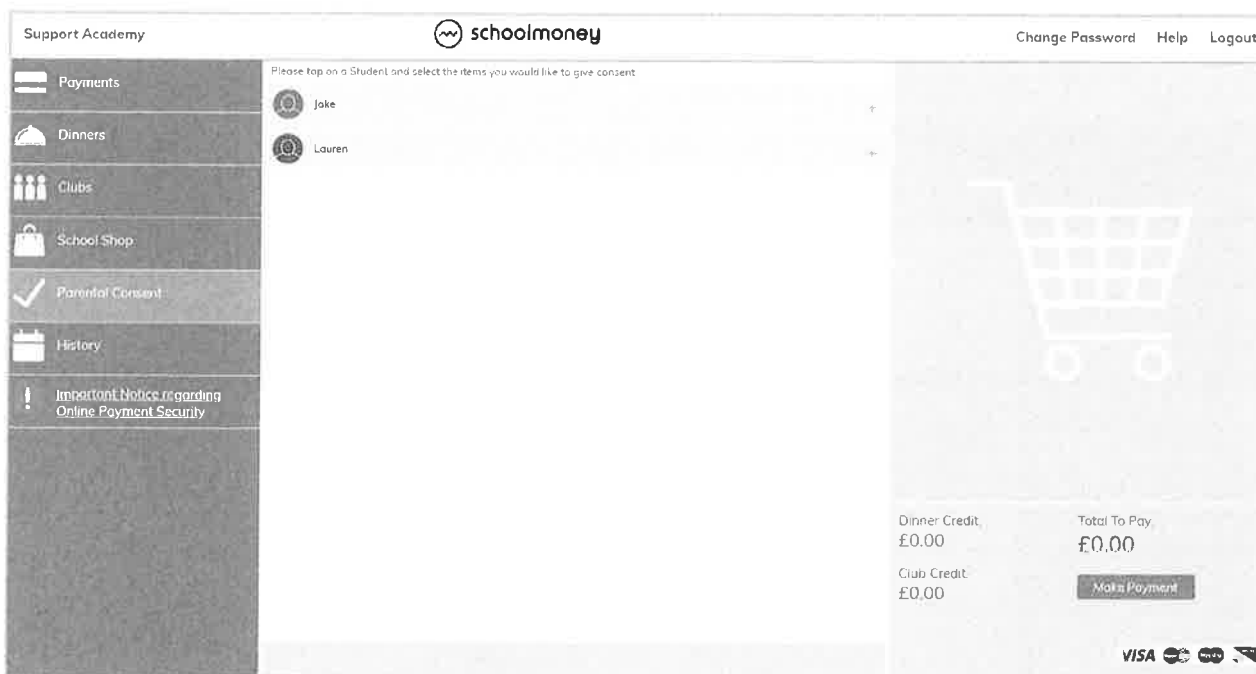 Support Academy
schoolmoney
Change Password Help Logout
Payments
Dinners
Clubs
School Shop
Parental Consent
History
Important Notice regarding
Online Payment Security
Please tap on a Student and select the items you would like to give consent
Jake
+
Lauren
+
Dinner Credit
£0.00
Club Credit
£0.00
Total To Pay
£0.00
Make Payment
VISA